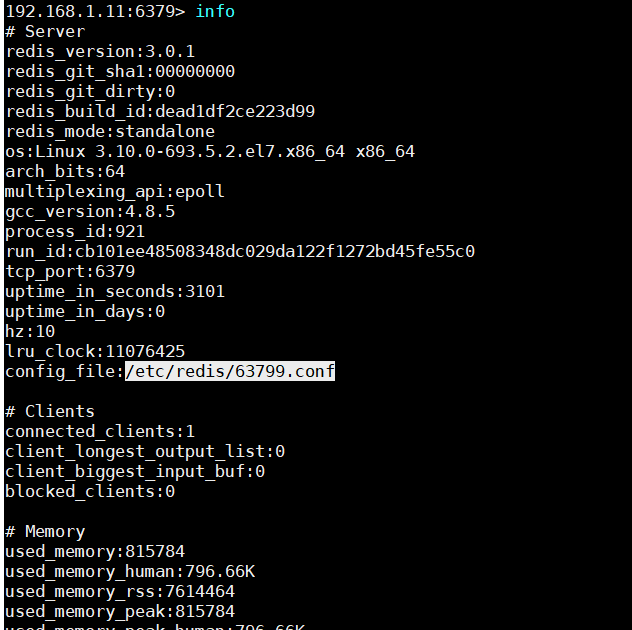 192.168.1.11:6379> info
# Server
redis_version:3.0.1
redis_git_sha1:00000000
redis_git_dirty:0
redis_build_id:dead1df2ce223d99
redis_mode:standalone
os:Linux 3.10.0-693.5.2.el7.x86_64 x86_64
arch_bits:64
multiplexing_api:epoll
gcc_version:4.8.5
process_id:921
run_id:cb101ee48508348dc029da122f1272bd45fe55c0
tcp_port:6379
uptime_in_seconds:3101
uptime_in_days:0
hz:10
lru_clock:11076425
config_file:/etc/redis/63799.conf
# Clients
connected_clients:1
client_longest_output_list:0
client_biggest_input_buf:0
blocked_clients:0
# Memory
used_memory:815784
used_memory_human:796.66K
used_memory_rss:7614464
used_memory_peak:815784
used_memory_peak_human:796.66K